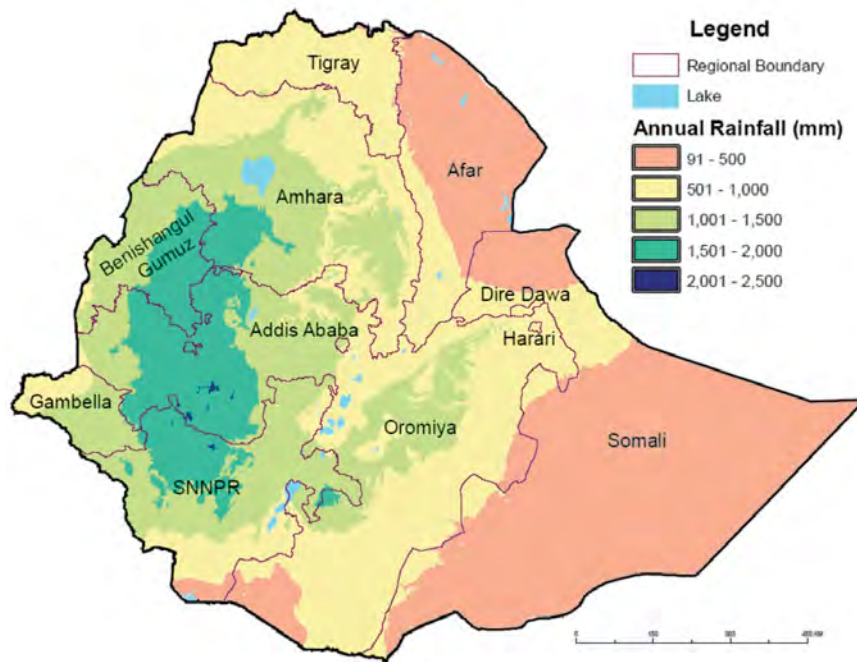 Legend
Regional Boundary
Lake
Annual Rainfall (mm)
91 - 500
501 - 1,000
1,001 - 1,500
1,501 - 2,000
2,001 - 2,500
Tigray
Afar
Amhara
Benishangul
Gumuz
Dire Dawa
Addis Ababa
Harari
Gambella
Oromiya
Somali
SNNPR
0